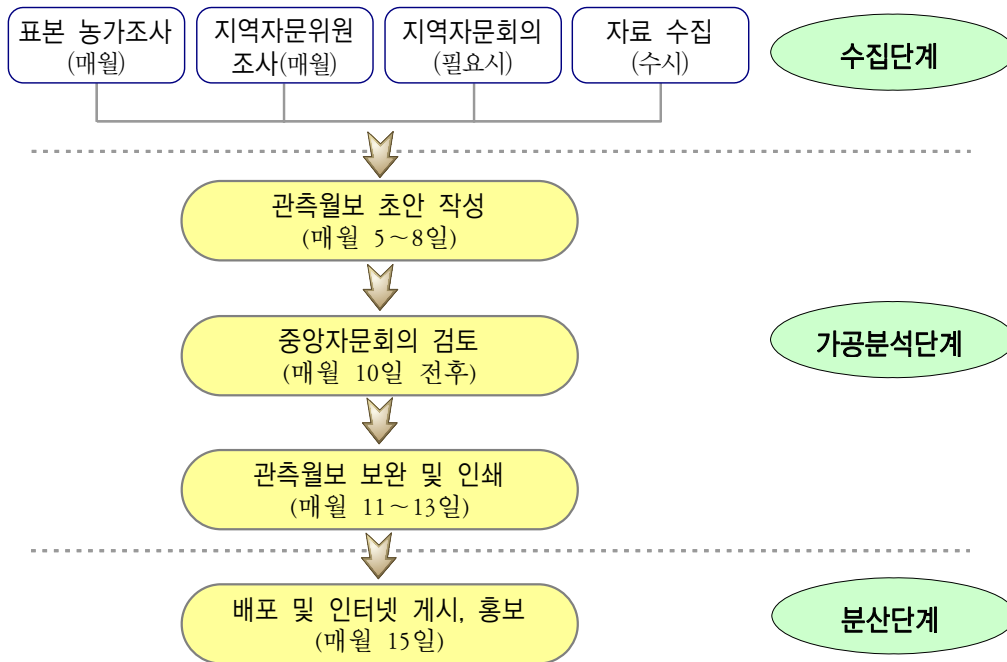 표본 농가조사
(매월)
지역자문위원
조사(매월)
지역자문회의
(필요시)
자료 수집
(수시)
수집단계
관측월보 초안 작성
(매월 5～8일)
중앙자문회의 검토
(매월 10일 전후)
가공분석단계
관측월보 보완 및 인쇄
(매월 11～13일)
배포 및 인터넷 게시, 홍보
(매월 15일)
분산단계